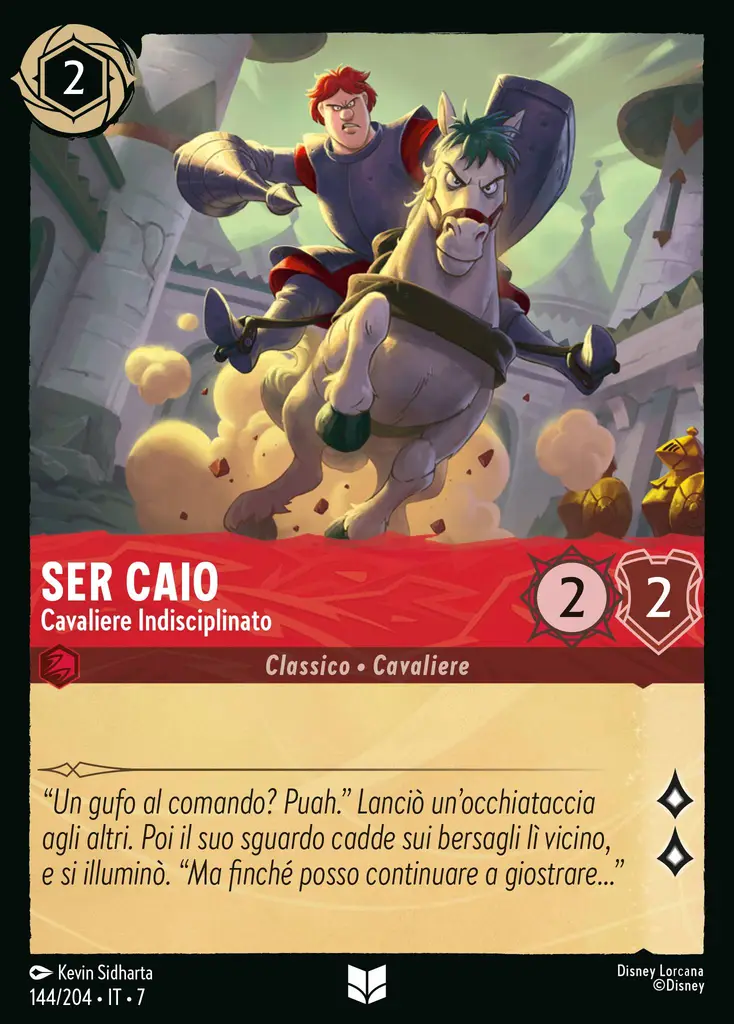 2
SER CAIO
Cavaliere Indisciplinato
2
2
Classico • Cavaliere
“Un gufo al comando? Puah.” Lanciò un’occhiataccia
agli altri. Poi il suo sguardo cadde sui bersagli lì vicino,
e si illuminò. “Ma finché posso continuare a giostrare...”
Kevin Sidharta
144/204 • IT • 7
Disney Lorcana
©Disney